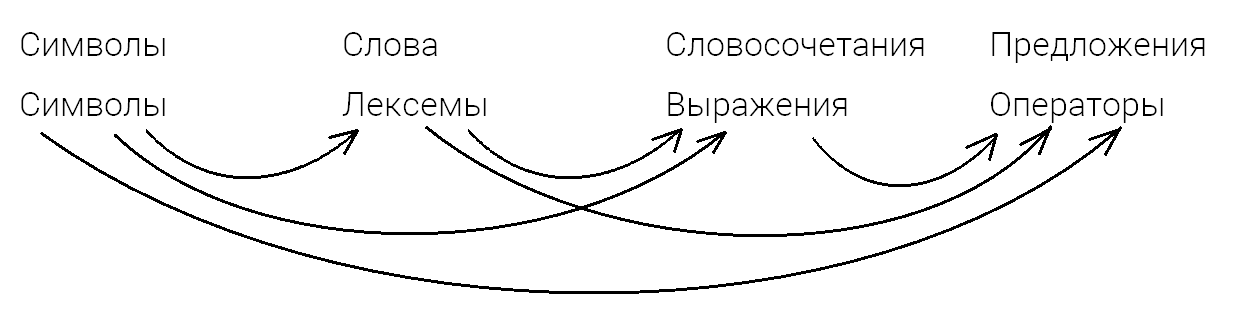 Символы Слова Словосочетания Предложения
Символы Лексемы Выражения Операторы